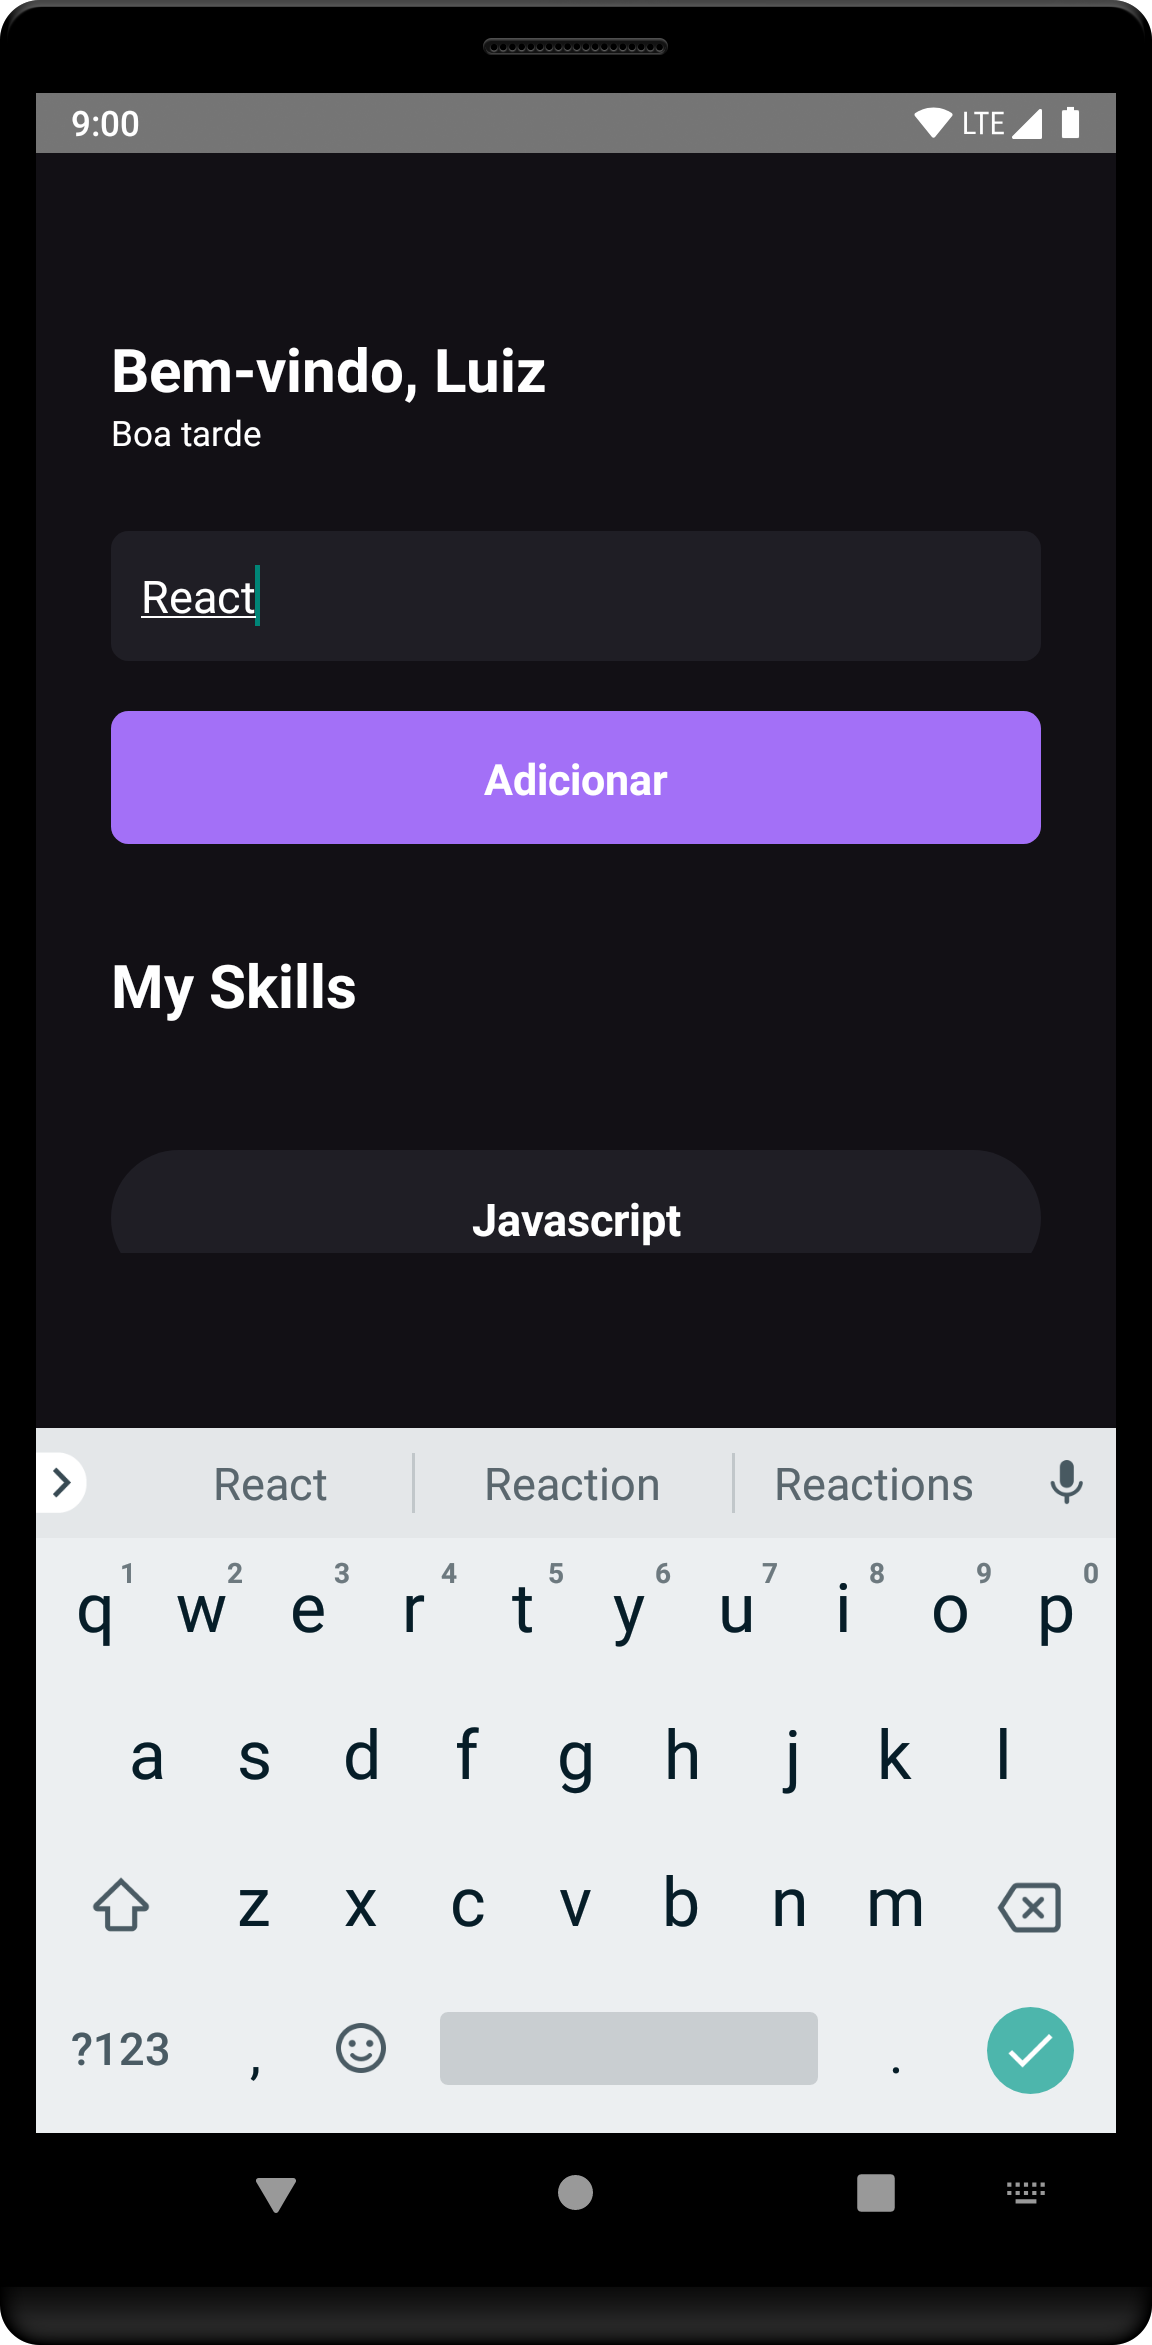 9:00 LTE
Bem-vindo, Luiz
Boa tarde
React
Adicionar
My Skills
Javascript
React Reaction Reactions
1 2 3 4 5 6 7 8 9 0
q w e r t y u i o p
a s d f g h j k l
z x c v b n m
?123 , .